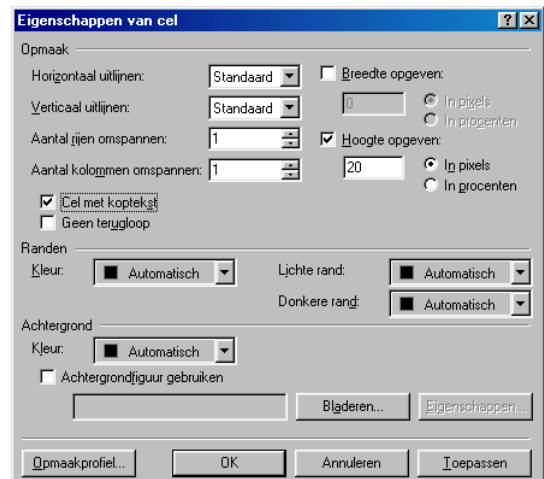 Eigenschappen van cel
Opmaak
Horizontaal uitlijnen: Standaard
Breedte opgeven:
Verticaal uitlijnen: Standaard
0
In pixels
In procenten
Aantal rijen omspannen: 1
Hoogte opgeven:
Aantal kolommen omspannen: 1
20
In pixels
In procenten
Cel met koptekst
Geen terugloop
Randen
Kleur: Automatisch
Lichte rand: Automatisch
Donkere rand: Automatisch
Achtergrond
Kleur: Automatisch
Achtergrondfiguur gebruiken
Bladeren... Eigenschappen...
Opmaakprofiel... OK Annuleren Toepassen